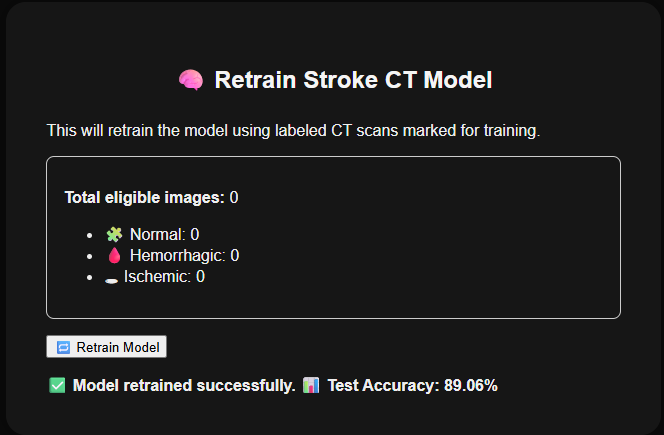 🧠 Retrain Stroke CT Model
This will retrain the model using labeled CT scans marked for training.
Total eligible images: 0
• 🧩 Normal: 0
• 🩸 Hemorrhagic: 0
• 🕳 Ischemic: 0
🔁 Retrain Model
✅ Model retrained successfully. 📊 Test Accuracy: 89.06%